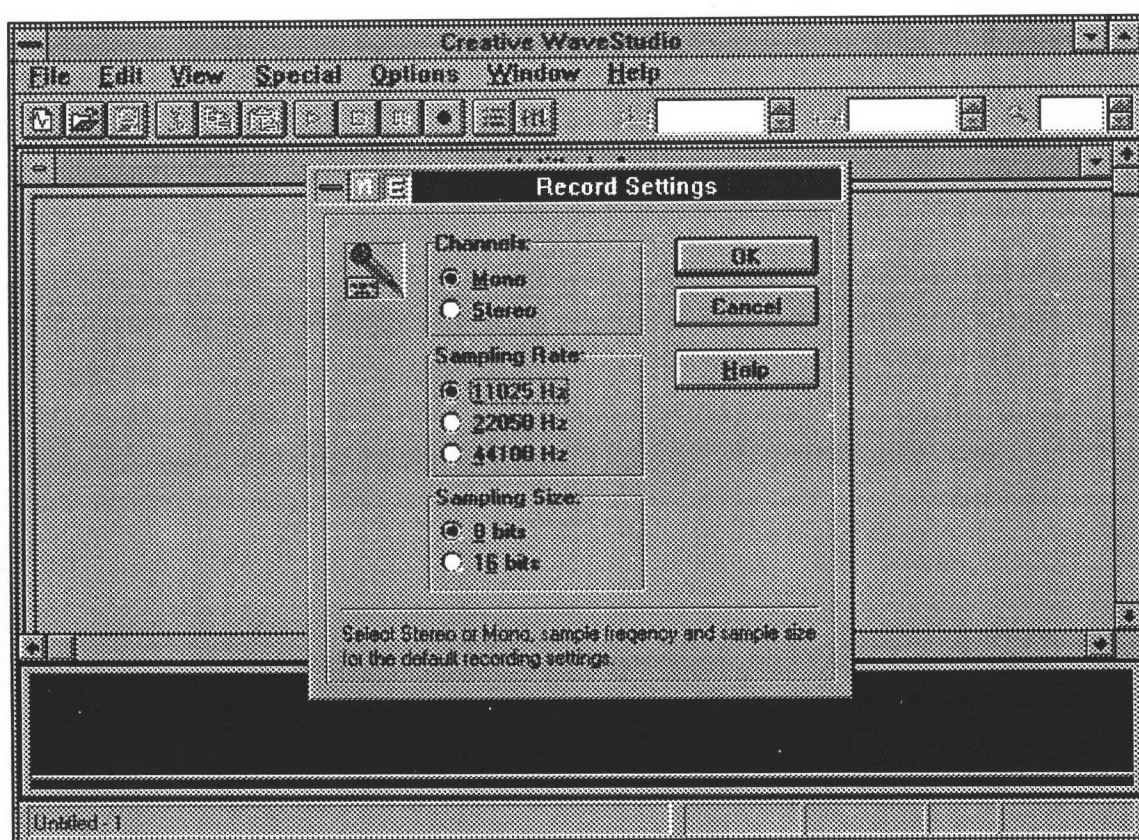 Creative WaveStudio
File Edit View Special Options Window Help
Record Settings
Channels:
Mono
Stereo
OK
Cancel
Help
Sampling Rate:
11025 Hz
22050 Hz
44100 Hz
Sampling Size:
8 bits
16 bits
Select Stereo or Mono, sample freqency and sample size
for the default recording settings.
Untitled - 1